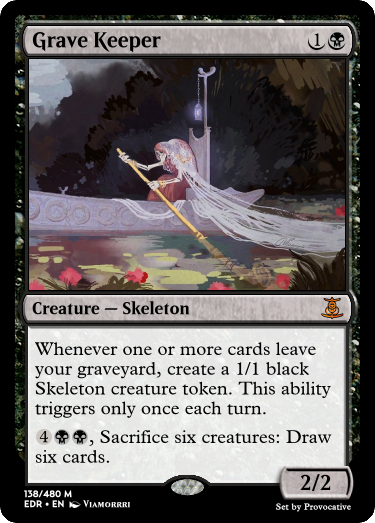 Grave Keeper 1
Creature — Skeleton
Whenever one or more cards leave
your graveyard, create a 1/1 black
Skeleton creature token. This ability
triggers only once each turn.
4, Sacrifice six creatures: Draw
six cards.
2/2
138/480 M
EDR • EN Viamorrri
Set by Provocative